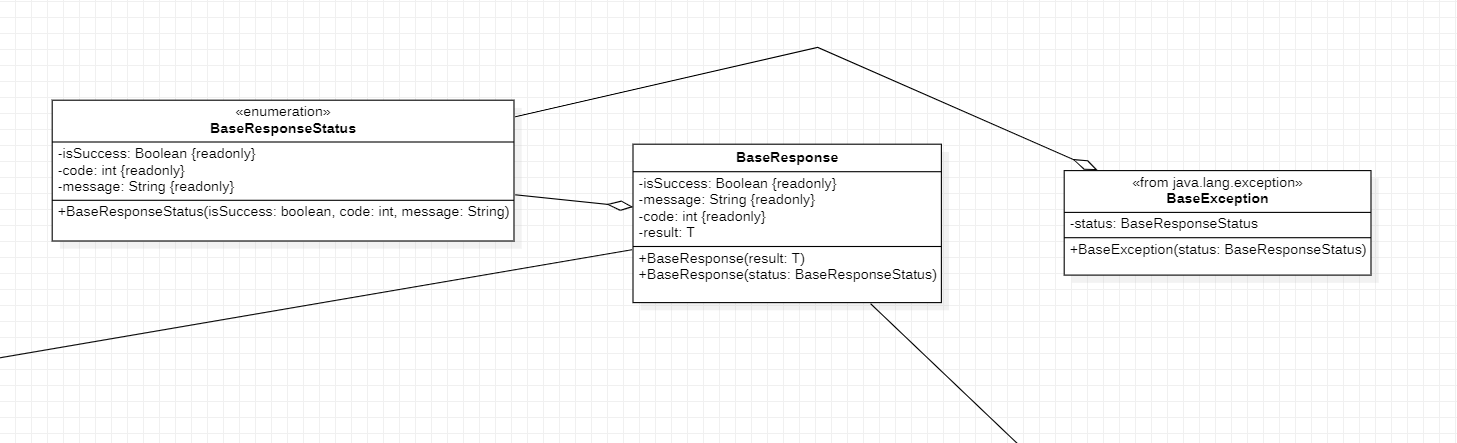 «enumeration»
BaseResponseStatus
-isSuccess: Boolean {readonly}
-code: int {readonly}
-message: String {readonly}
+BaseResponseStatus(isSuccess: boolean, code: int, message: String)
BaseResponse
-isSuccess: Boolean {readonly}
-message: String {readonly}
-code: int {readonly}
-result: T
+BaseResponse(result: T)
+BaseResponse(status: BaseResponseStatus)
«from java.lang.exception»
BaseException
-status: BaseResponseStatus
+BaseException(status: BaseResponseStatus)